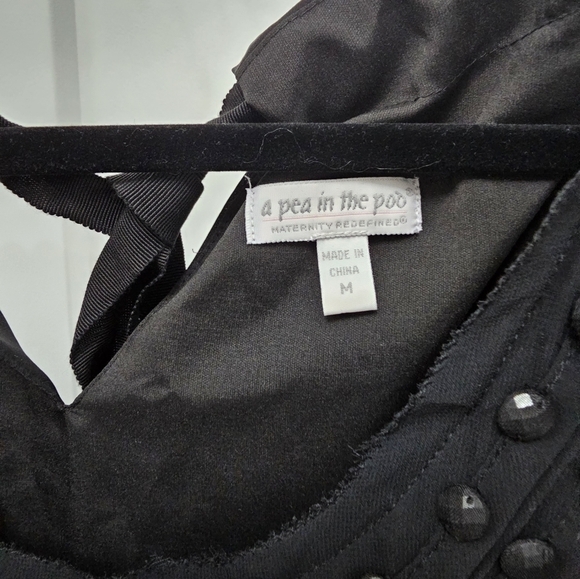 a pea in the pod
MATERNITY REDEFINED®
MADE IN
CHINA
M